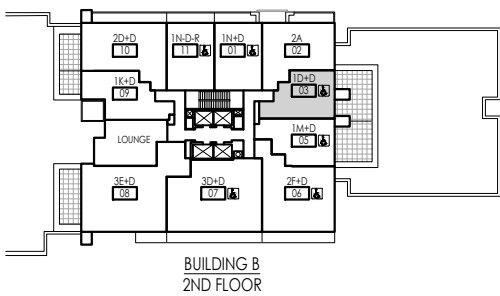 2D+D
10
1N-D-R
11
1N+D
01
2A
02
1K+D
09
1D+D
03
LOUNGE
1M+D
05
3E+D
08
3D+D
07
2F+D
06
BUILDING B
2ND FLOOR